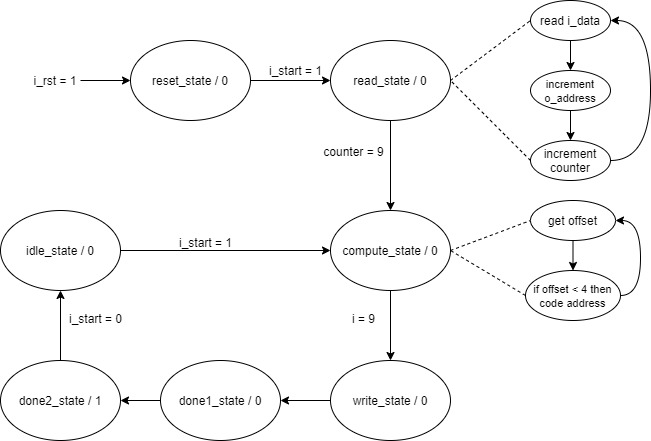 read i_data
i_rst = 1
reset_state / 0
i_start = 1
read_state / 0
increment
o_address
counter = 9
increment
counter
idle_state / 0
i_start = 1
compute_state / 0
get offset
if offset < 4 then
code address
i_start = 0
i = 9
done2_state / 1
done1_state / 0
write_state / 0